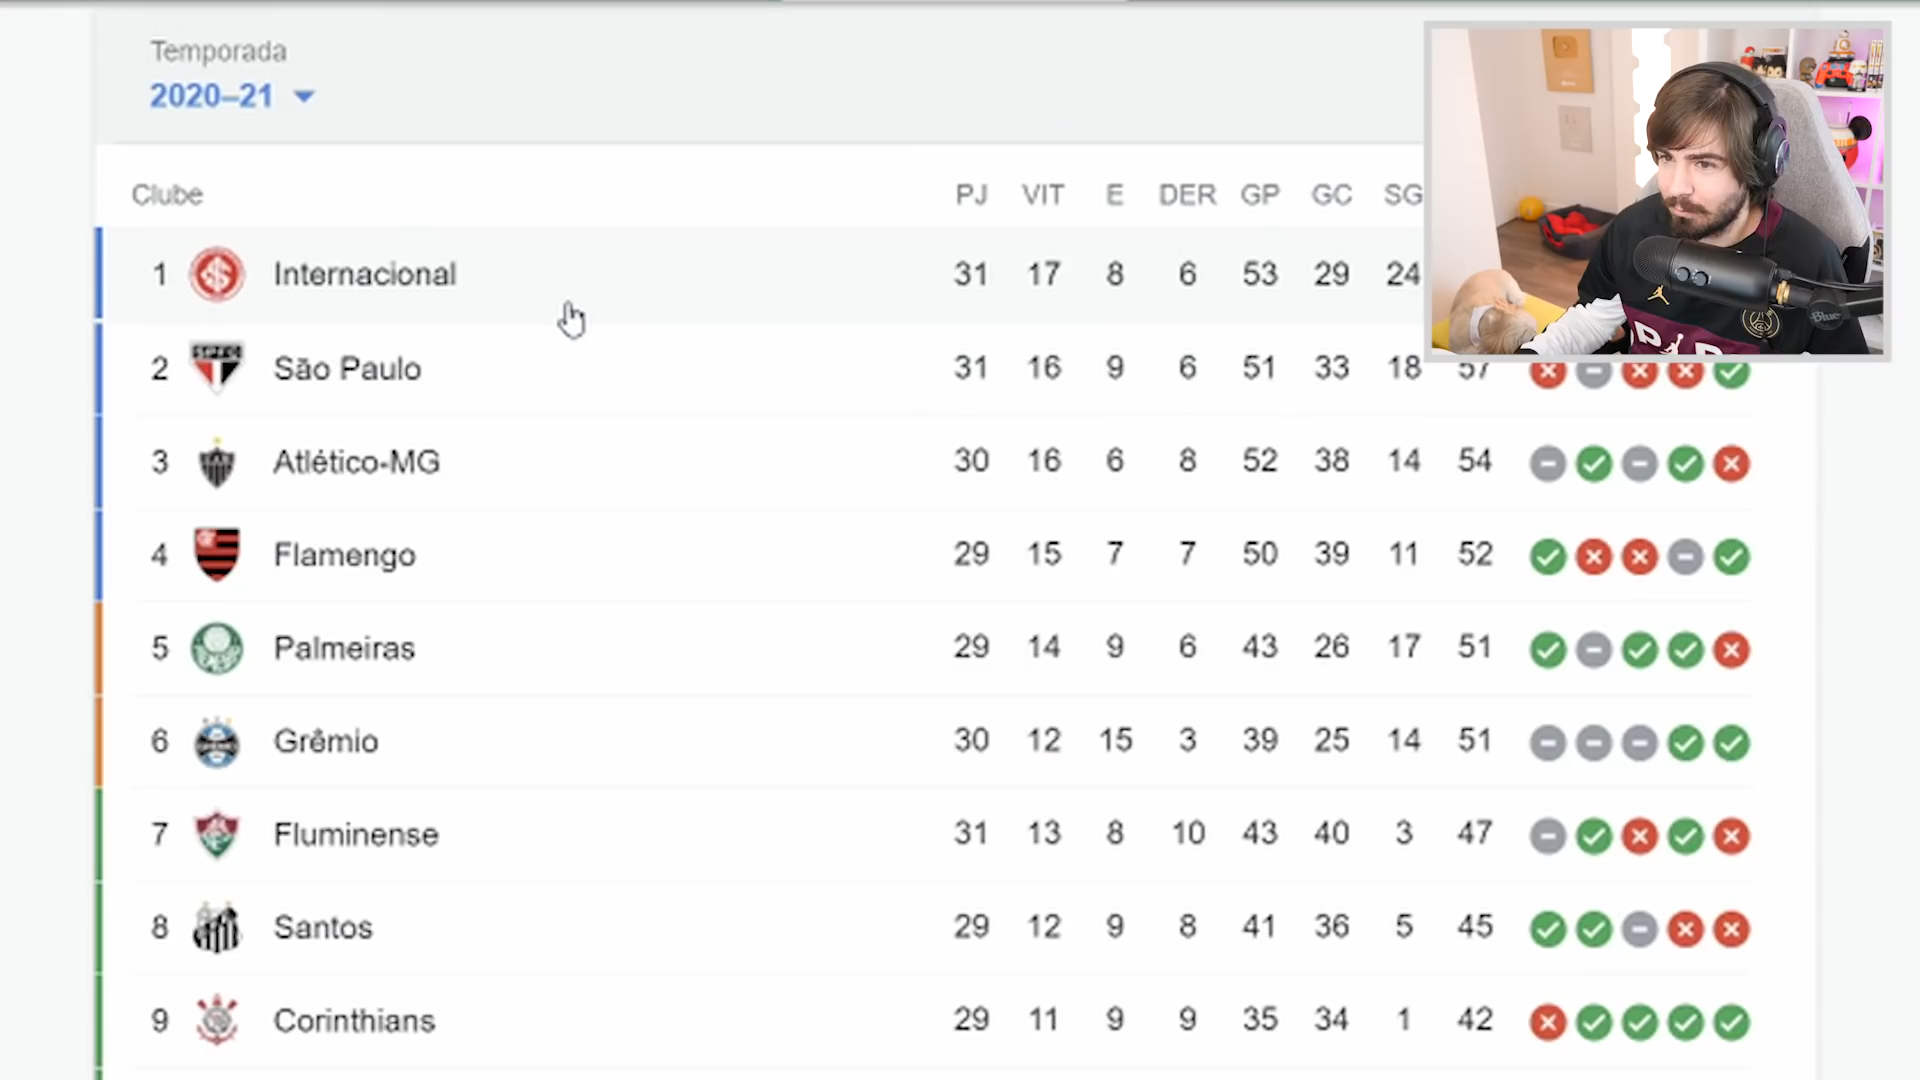 Temporada
2020–21
Clube PJ VIT E DER GP GC SG
1 Internacional 31 17 8 6 53 29 24
2 SPFC São Paulo 31 16 9 6 51 33 18 57
3 Atlético-MG 30 16 6 8 52 38 14 54
4 Flamengo 29 15 7 7 50 39 11 52
5 Palmeiras 29 14 9 6 43 26 17 51
6 Grêmio 30 12 15 3 39 25 14 51
7 Fluminense 31 13 8 10 43 40 3 47
8 Santos 29 12 9 8 41 36 5 45
9 Corinthians 29 11 9 9 35 34 1 42
Blue